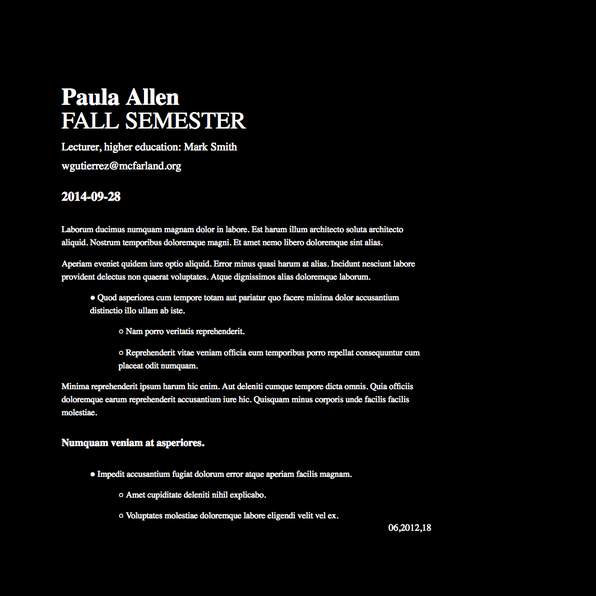 Paula Allen
FALL SEMESTER
Lecturer, higher education: Mark Smith
wgutierrez@mcfarland.org
2014-09-28
Laborum ducimus numquam magnam dolor in labore. Est harum illum architecto soluta architecto
aliquid. Nostrum temporibus doloremque magni. Et amet nemo libero doloremque sint alias.
Aperiam eveniet quidem iure optio aliquid. Error minus quasi harum at alias. Incidunt nesciunt labore
provident delectus non quaerat voluptates. Atque dignissimos alias doloremque laborum.
● Quod asperiores cum tempore totam aut pariatur quo facere minima dolor accusantium
distinctio illo ullam ab iste.
○ Nam porro veritatis reprehenderit.
○ Reprehenderit vitae veniam officia eum temporibus porro repellat consequuntur cum
placeat odit numquam.
Minima reprehenderit ipsum harum hic enim. Aut deleniti cumque tempore dicta omnis. Quia officiis
doloremque earum reprehenderit accusantium iure hic. Quisquam minus corporis unde facilis facilis
molestiae.
Numquam veniam at asperiores.
● Impedit accusantium fugiat dolorum error atque aperiam facilis magnam.
○ Amet cupiditate deleniti nihil explicabo.
○ Voluptates molestiae doloremque labore eligendi velit vel ex.
06,2012,18